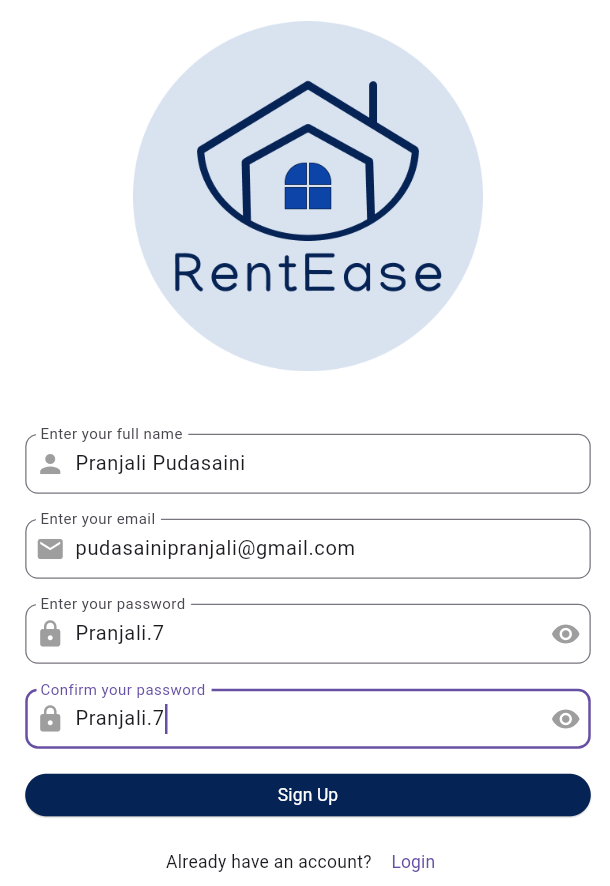 RentEase
Enter your full name
Pranjali Pudasaini
Enter your email
pudasainipranjali@gmail.com
Enter your password
Pranjali.7
Confirm your password
Pranjali.7
Sign Up
Already have an account? Login